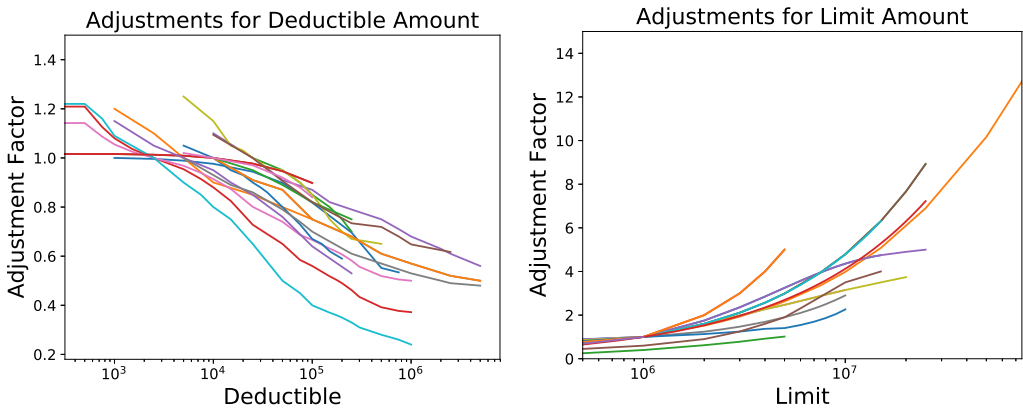 Adjustments for Deductible Amount
Adjustment Factor
1.4
1.2
1.0
0.8
0.6
0.4
0.2
10³ 10⁴ 10⁵ 10⁶
Deductible
Adjustments for Limit Amount
Adjustment Factor
14
12
10
8
6
4
2
0
10⁶ 10⁷
Limit